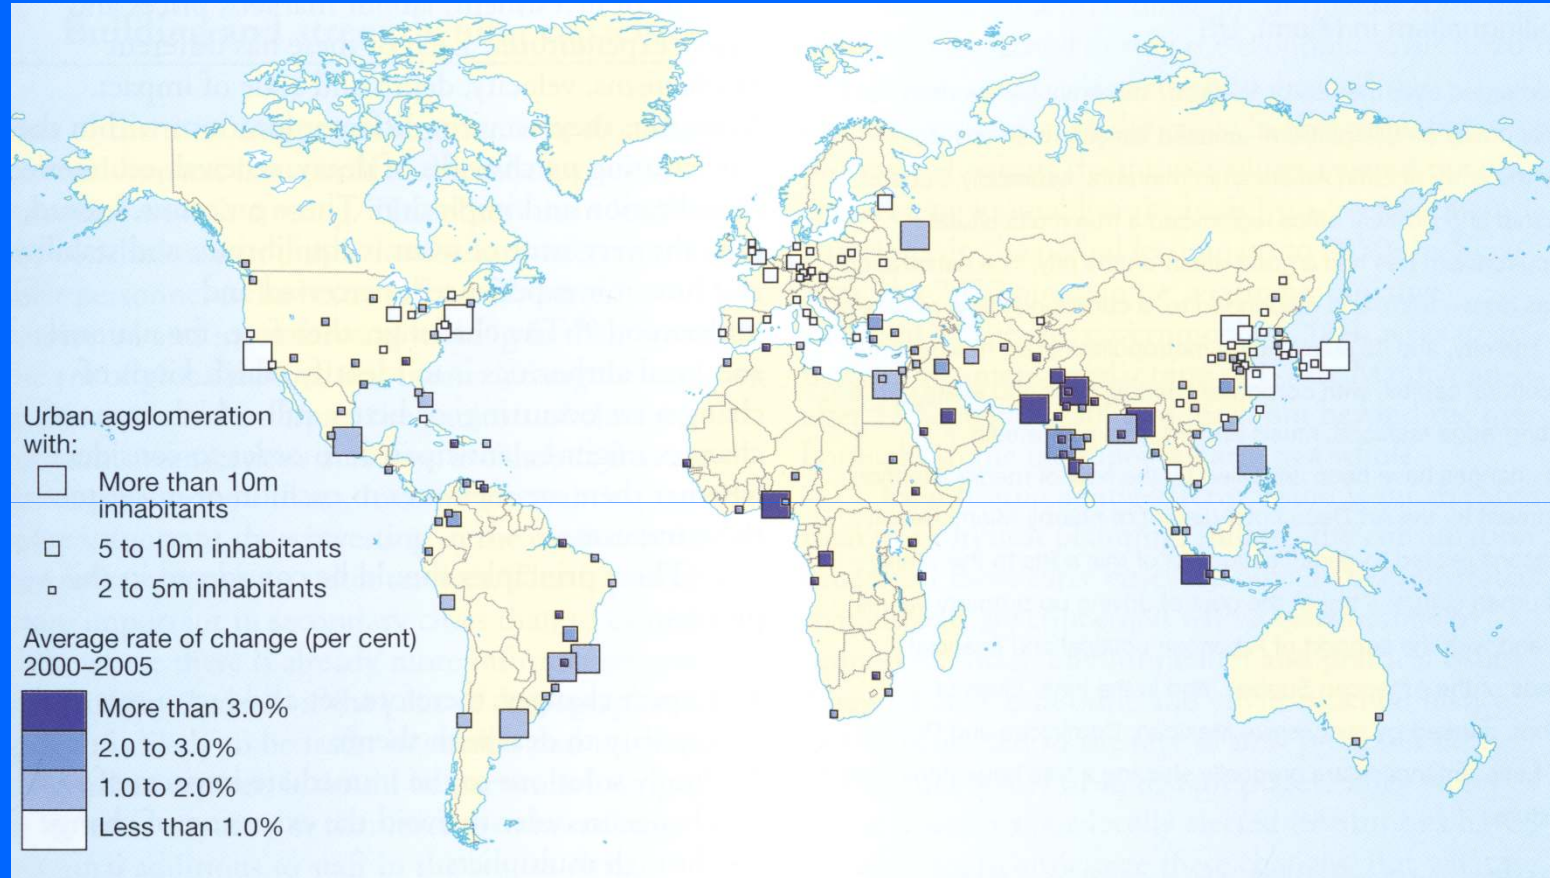 Urban agglomeration
with:
More than 10m
inhabitants
5 to 10m inhabitants
2 to 5m inhabitants
Average rate of change (per cent)
2000–2005
More than 3.0%
2.0 to 3.0%
1.0 to 2.0%
Less than 1.0%